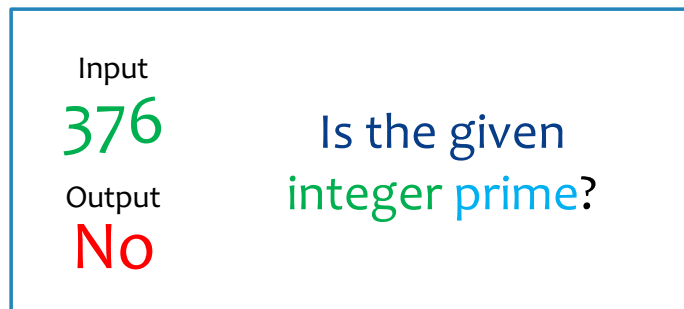 Input
376
Output
No
Is the given
integer prime?